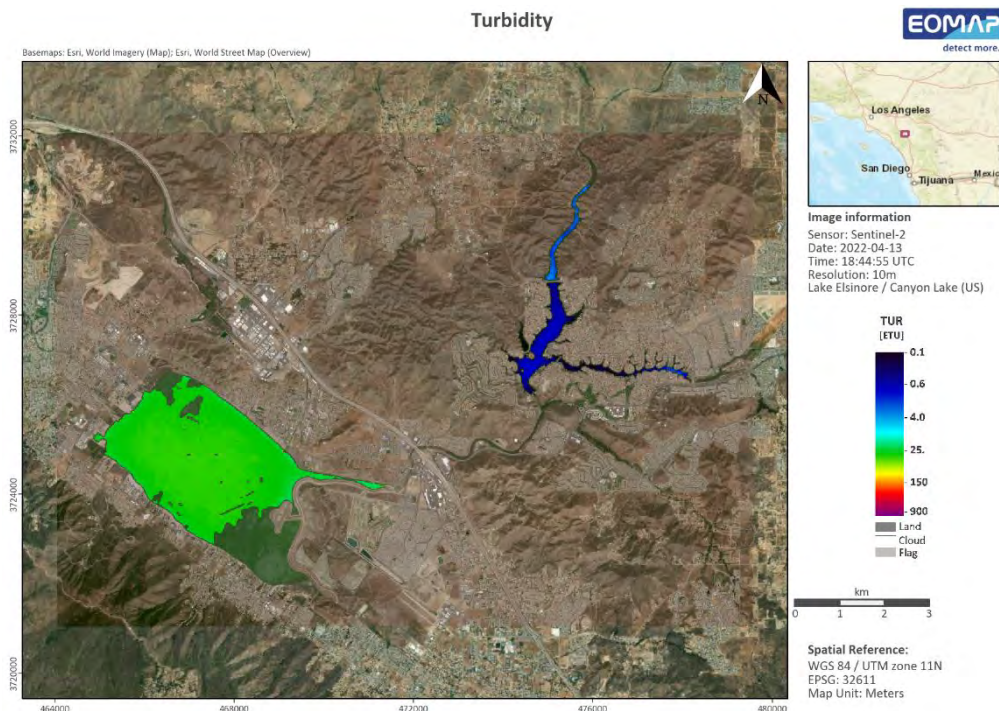 Turbidity
EOMAP
detect more.
Basemaps: Esri, World Imagery (Map); Esri, World Street Map (Overview)
N
3732000
3728000
3724000
3720000
464000
468000
472000
476000
480000
Los Angeles
San Diego
Tijuana
Mexic
Image information
Sensor: Sentinel-2
Date: 2022-04-13
Time: 18:44:55 UTC
Resolution: 10m
Lake Elsinore / Canyon Lake (US)
TUR
[ETU]
0.1
0.6
4.0
25.
150
900
Land
Cloud
Flag
km
0 1 2 3
Spatial Reference:
WGS 84 / UTM zone 11N
EPSG: 32611
Map Unit: Meters